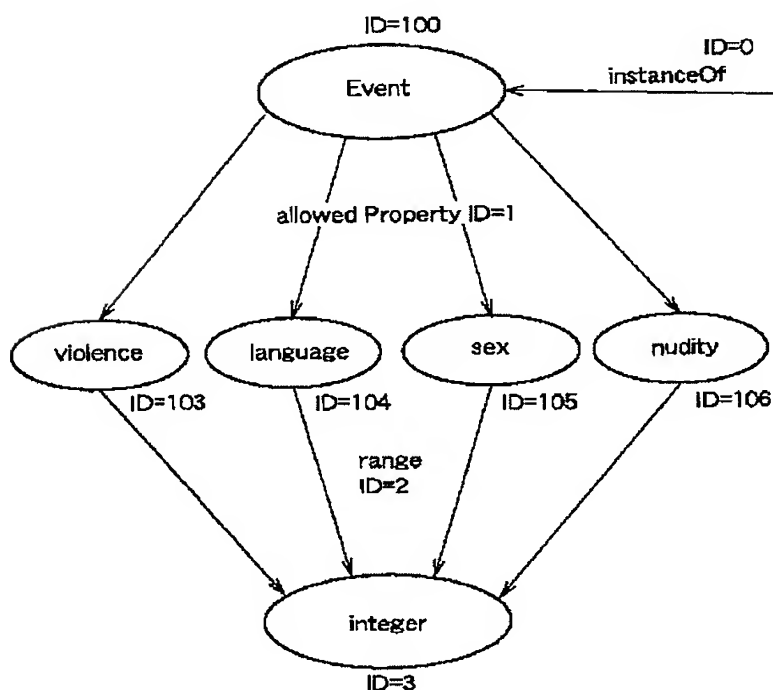 ID=100
ID=0
instanceOf
Event
allowed Property ID=1
violence
language
sex
nudity
ID=103
ID=104
ID=105
ID=106
range
ID=2
integer
ID=3